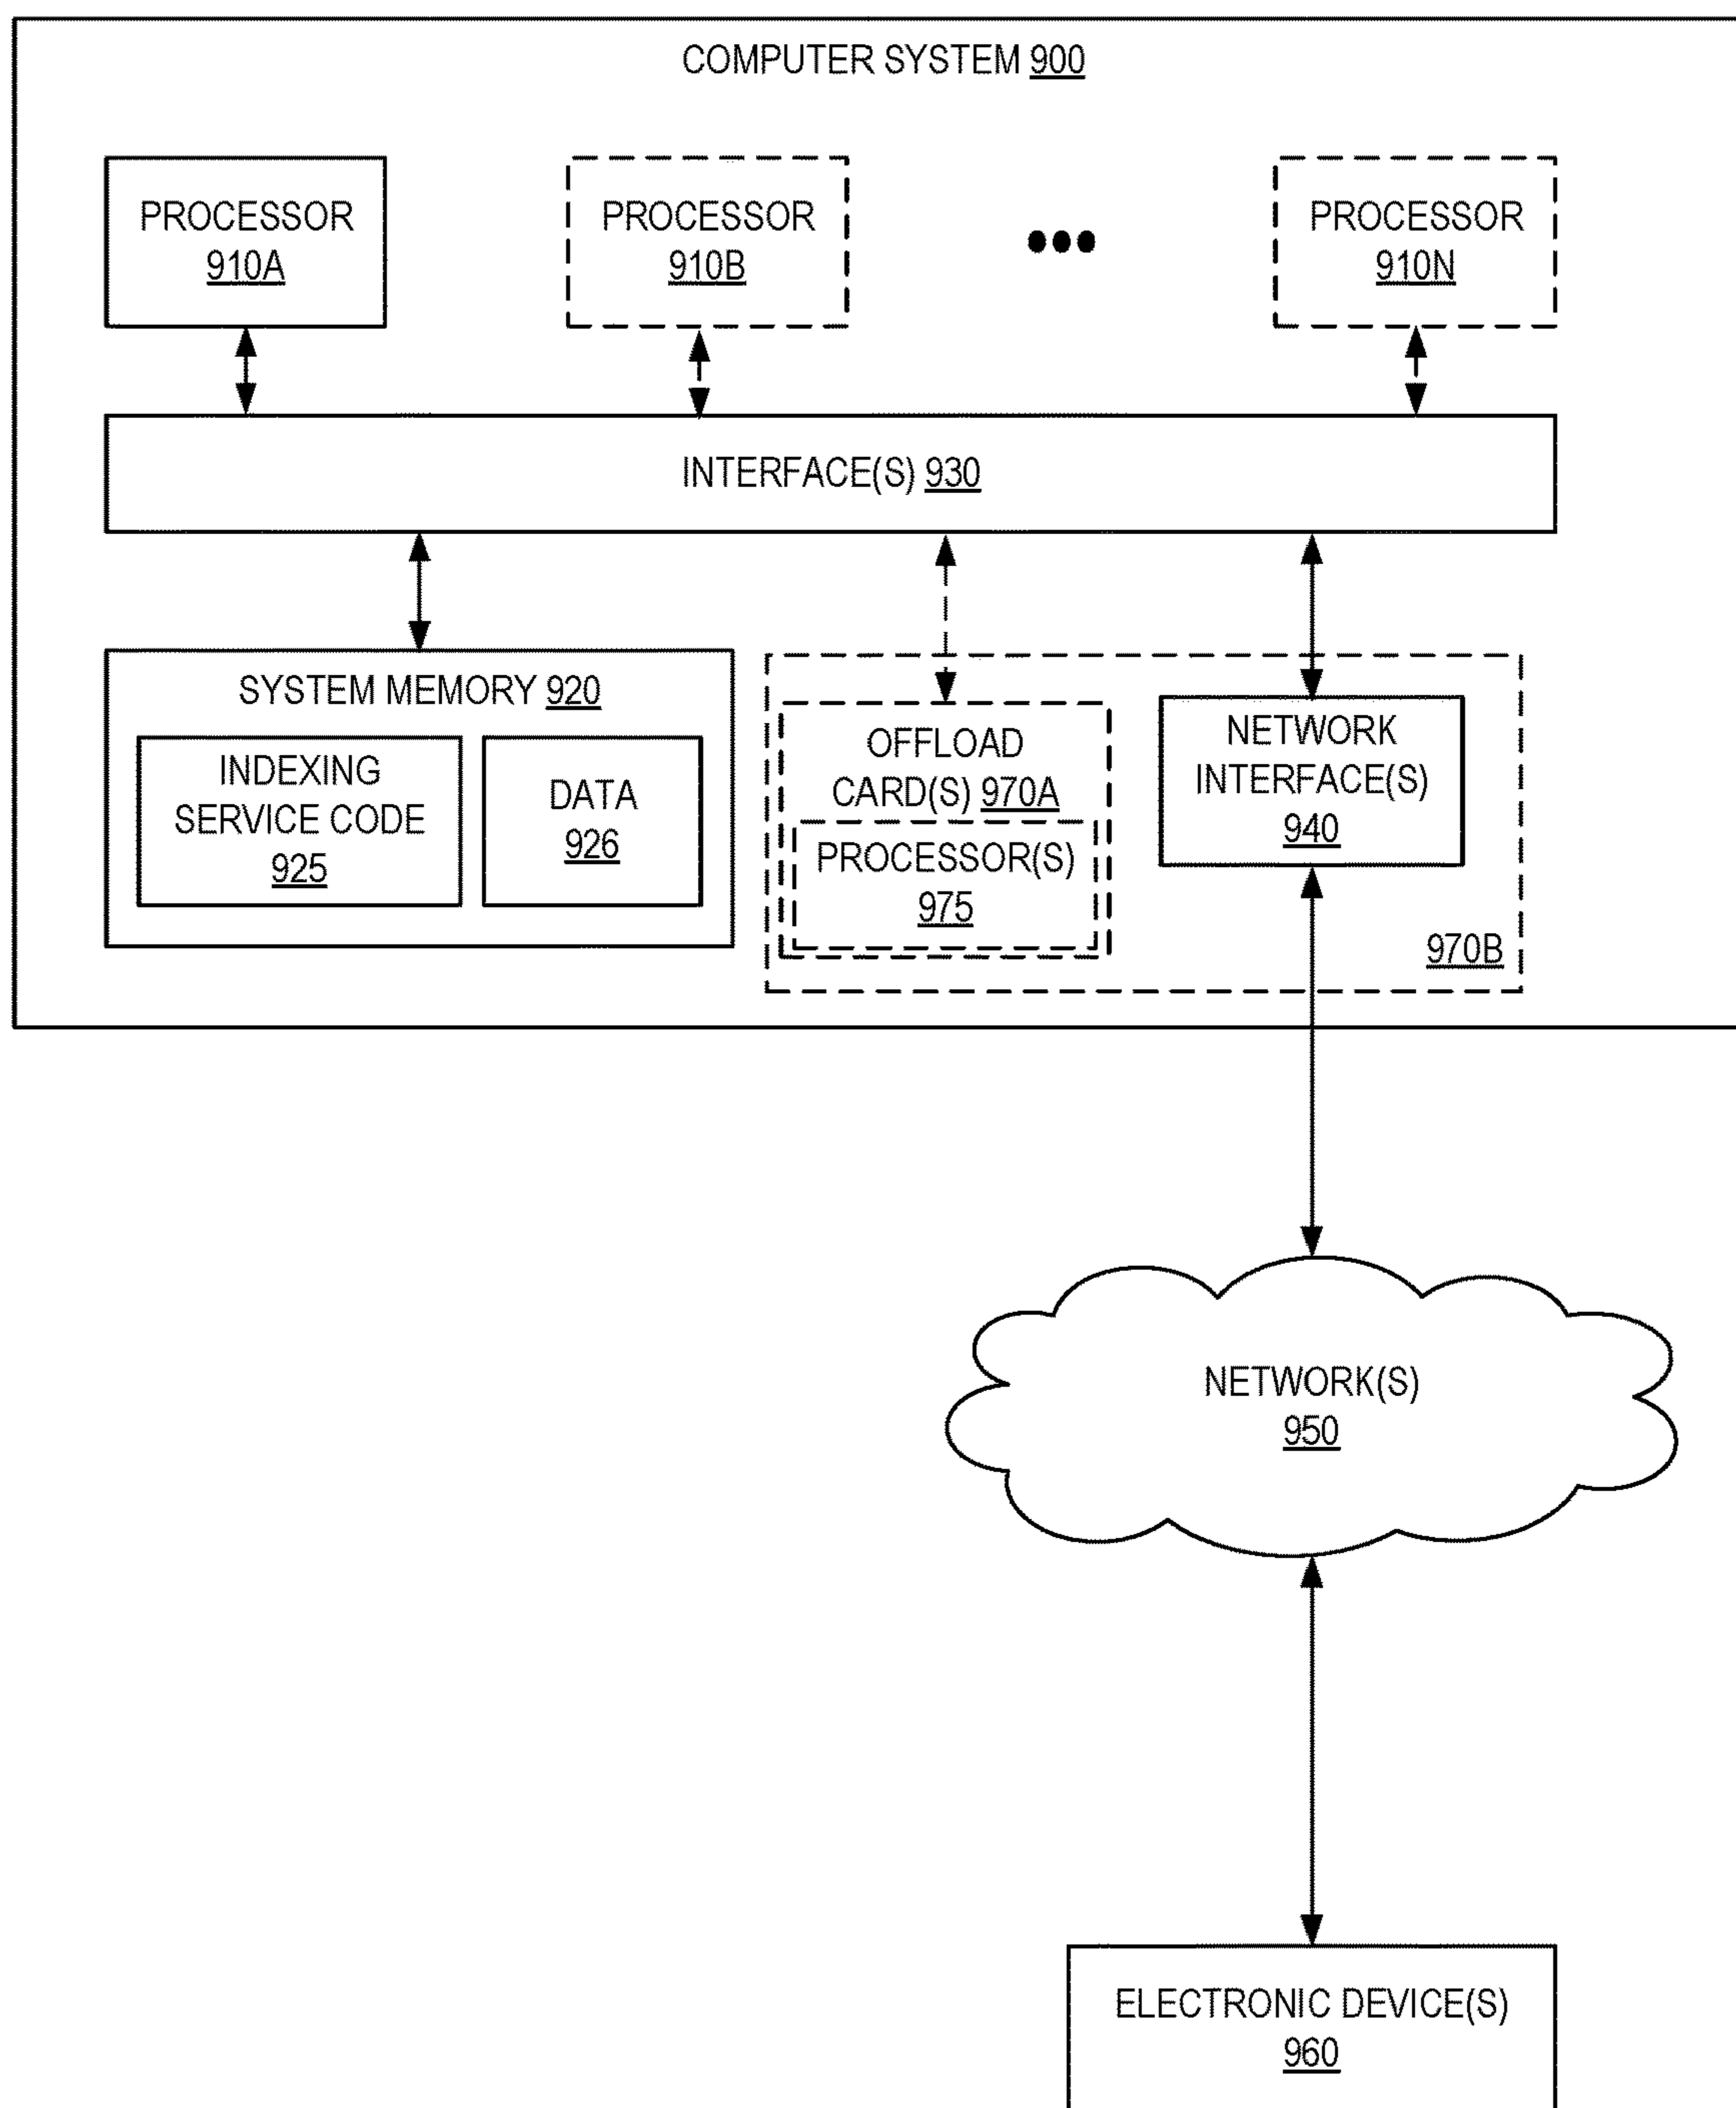 COMPUTER SYSTEM 900
PROCESSOR
910A
PROCESSOR
910B
PROCESSOR
910N
INTERFACE(S) 930
SYSTEM MEMORY 920
INDEXING
SERVICE CODE
925
DATA
926
OFFLOAD
CARD(S) 970A
PROCESSOR(S)
975
NETWORK
INTERFACE(S)
940
970B
NETWORK(S)
950
ELECTRONIC DEVICE(S)
960